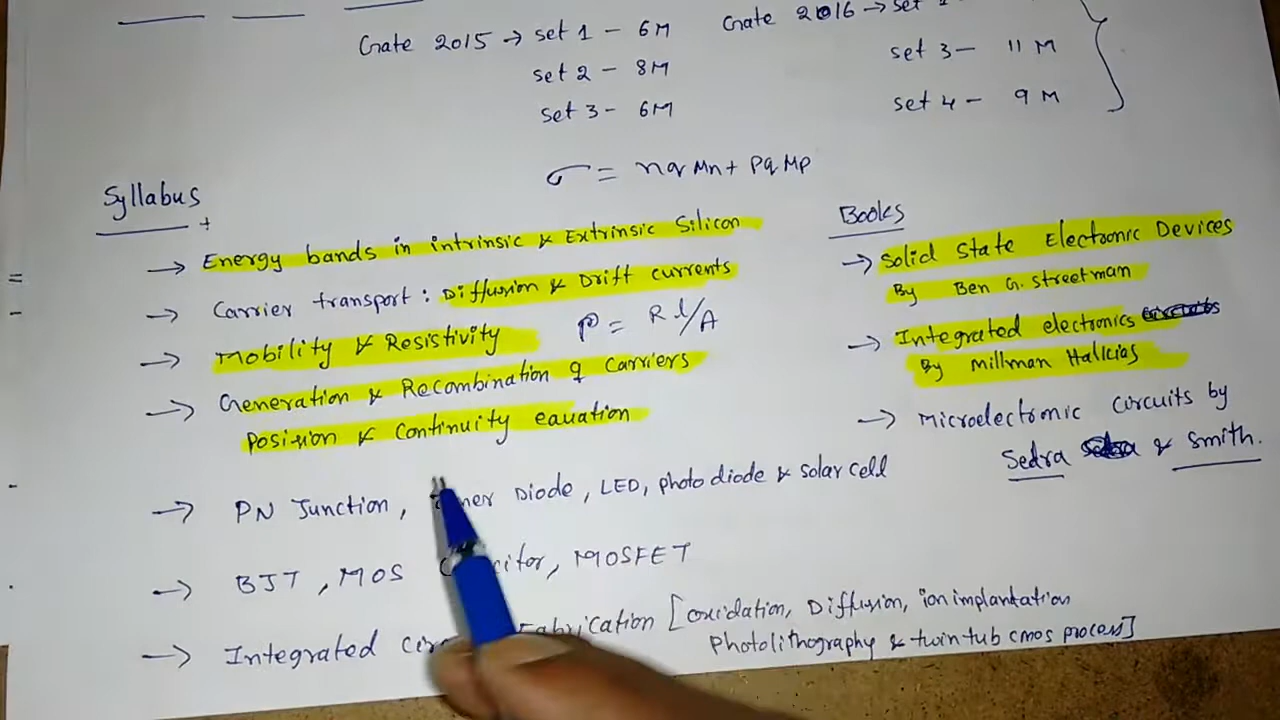 Gate 2015 → set 1 - 6M
set 2 - 8M
set 3 - 6M
Gate 2016 → set 1
set 3 - 11 M
set 4 - 9 M
σ = nqμn + Pqμp
Syllabus
→ Energy bands in intrinsic & Extrinsic Silicon
→ Carrier transport : Diffusion & Drift currents
→ Mobility & Resistivity
ρ = Rl/A
→ Generation & Recombination of Carriers
Poission & Continuity equation
→ PN Junction, Diode, LED, photo diode & solar cell
→ BJT, MOS MOSFET
→ Integrated Fabrication [oxidation, Diffusion, ion implantation
Photolithography & twin tub cmos process]
Books
→ Solid State Electronic Devices
By Ben G. Streetman
→ Integrated electronics
By Millman Halkias
→ Microelectronic circuits by
Sedra & Smith.